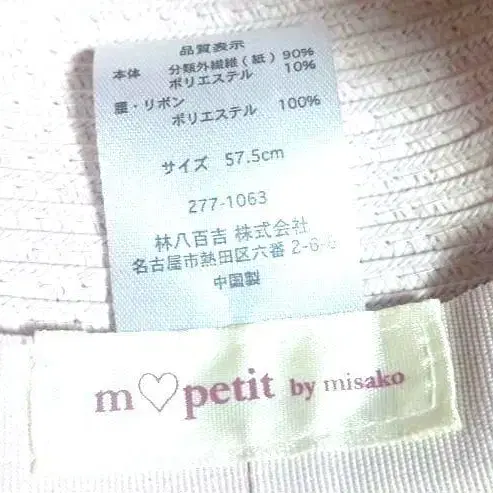 品質表示
本体 分類外繊維(紙) 90%
ポリエステル 10%
・リボン
ポリエステル 100%
サイズ 57.5cm
277-1063
林八百吉 株式会社
名古屋市熱田区六番 2-6-
中国製
m♡petit by misako